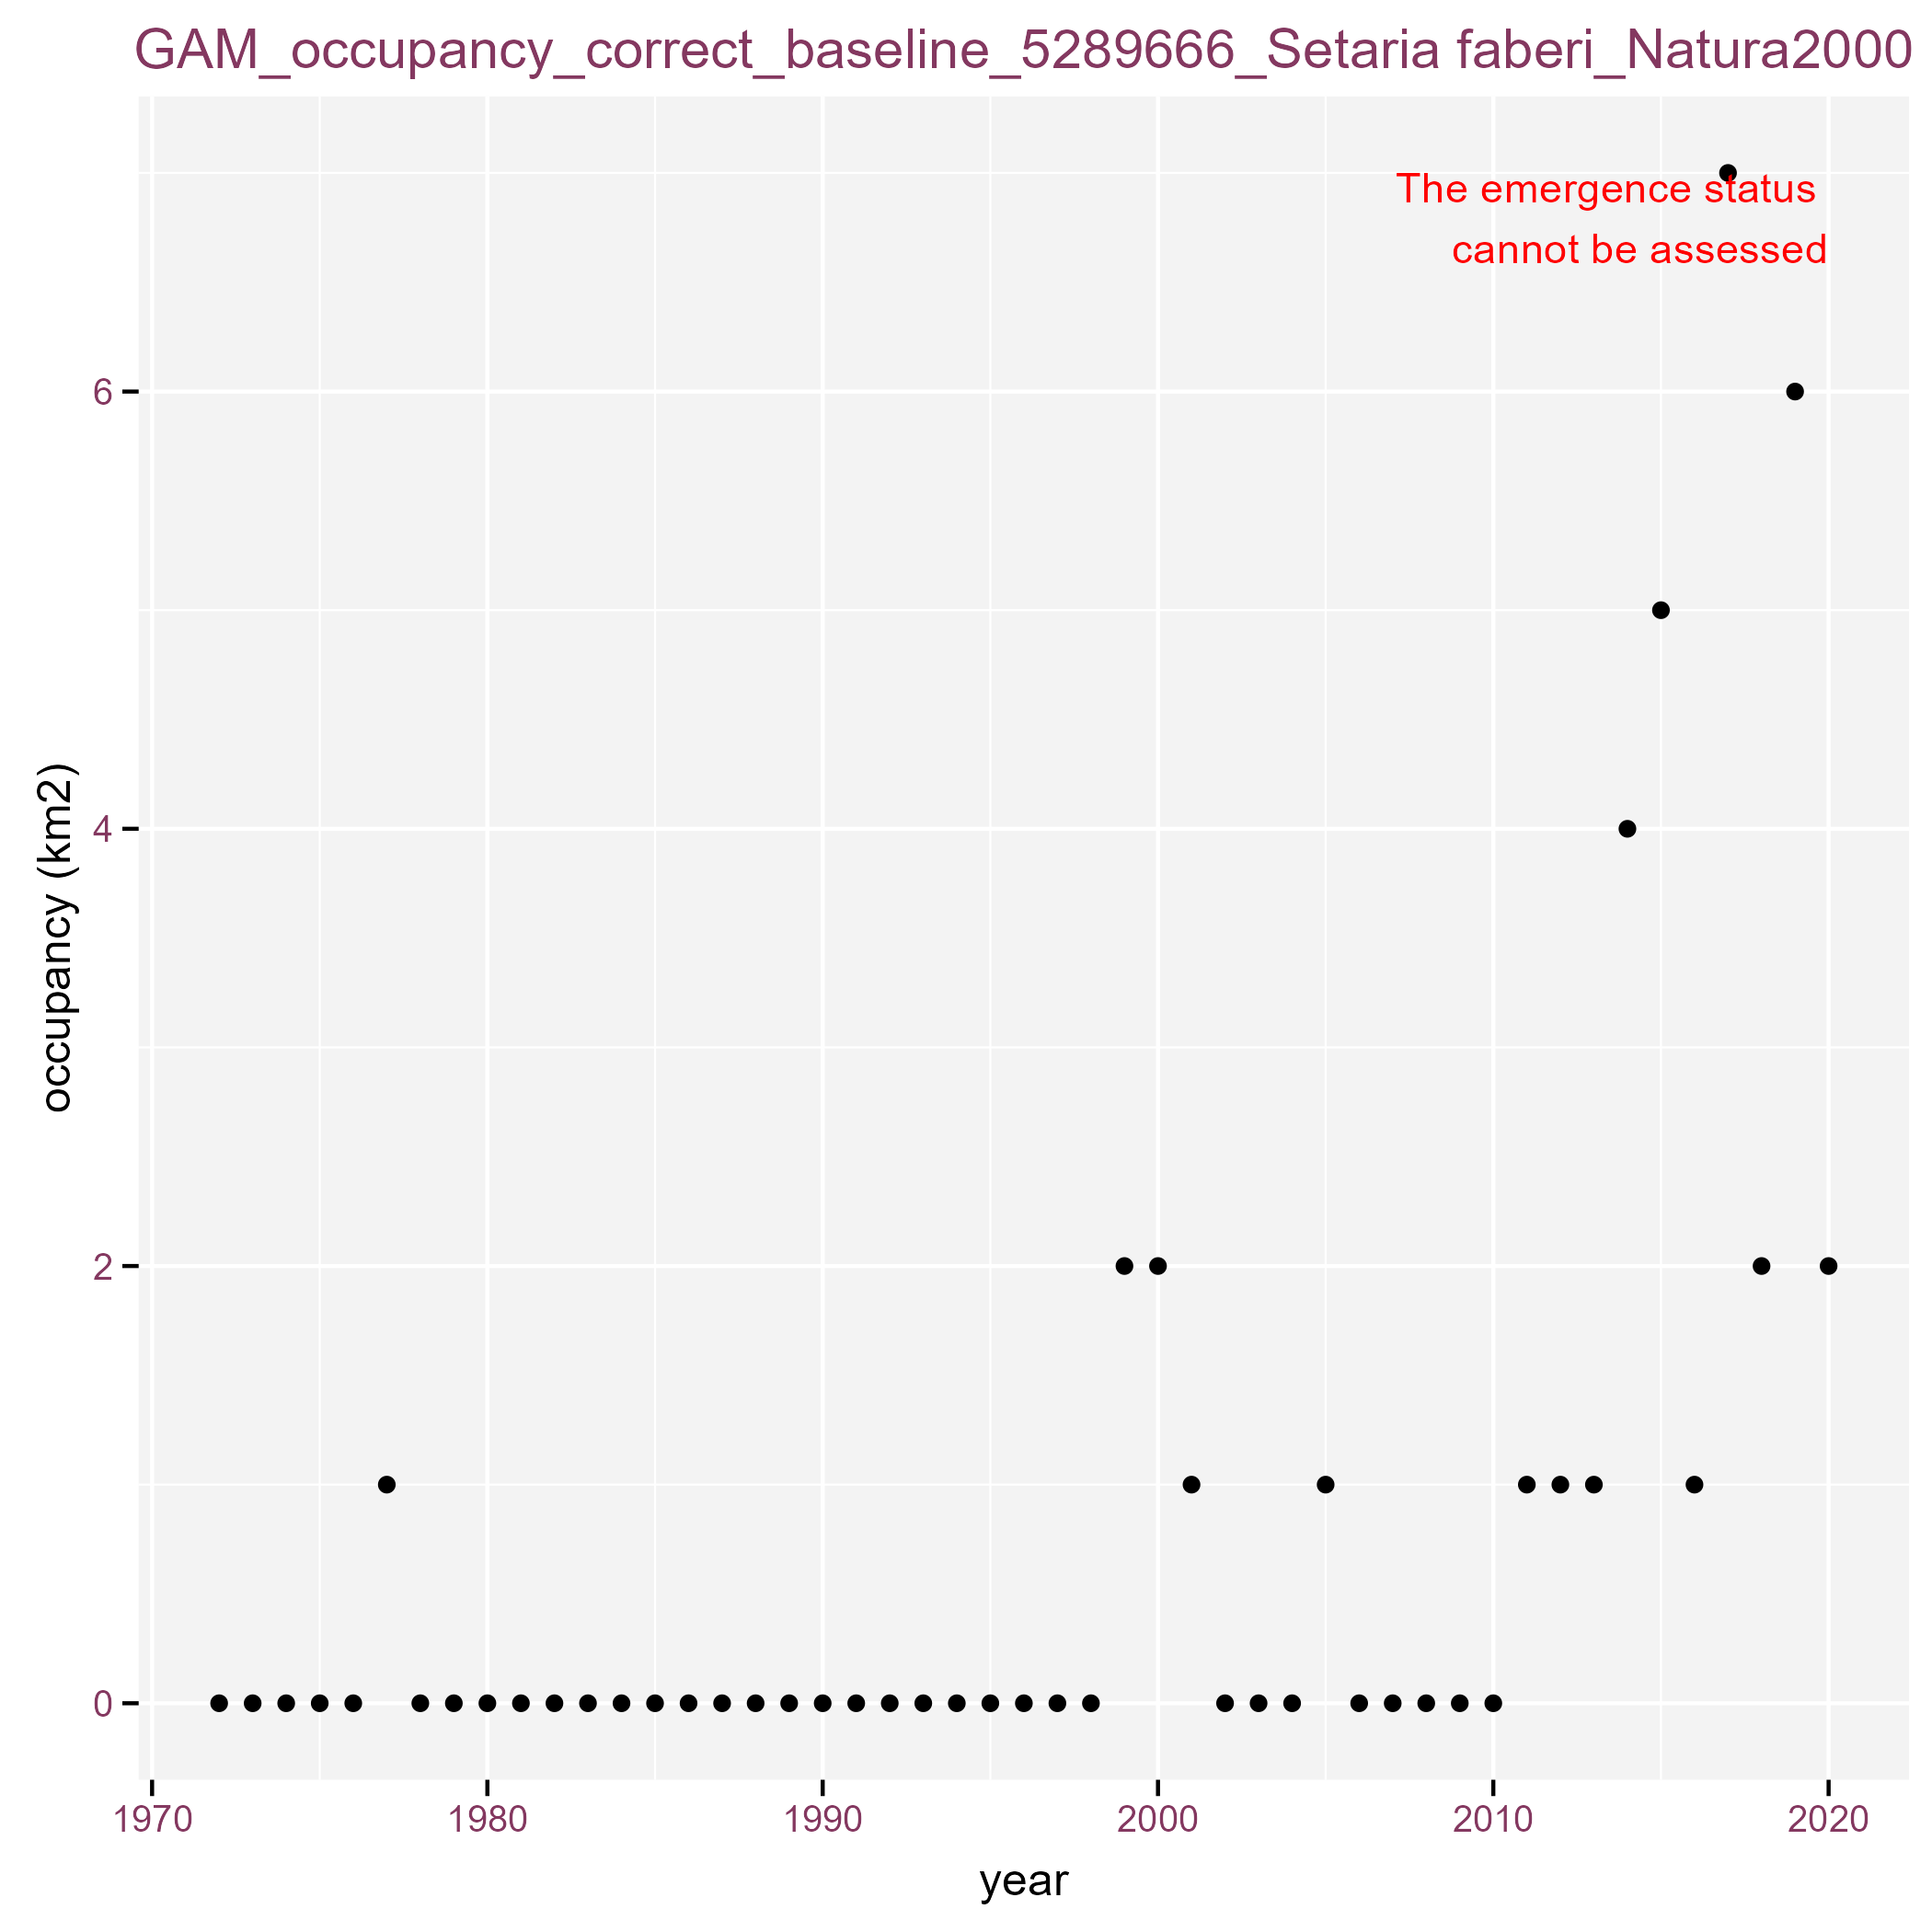 GAM_occupancy_correct_baseline_5289666_Setaria faberi_Natura2000
The emergence status
cannot be assessed
6
4
2
0
occupancy (km2)
1970 1980 1990 2000 2010 2020
year